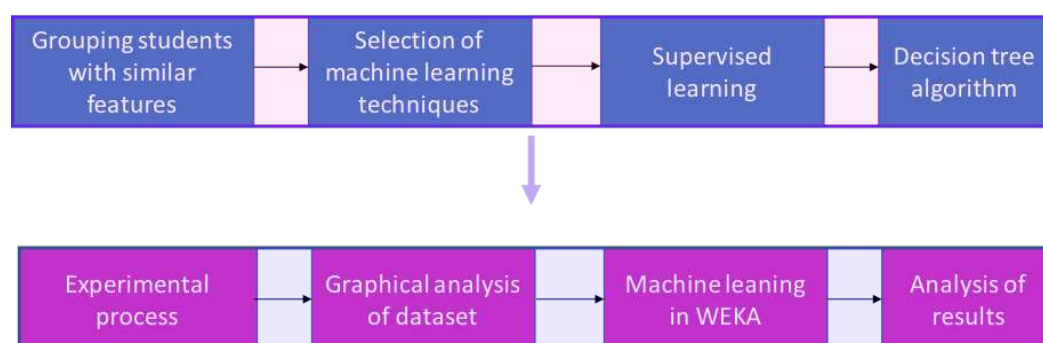 Grouping students
with similar
features
Selection of
machine learning
techniques
Supervised
learning
Decision tree
algorithm
Experimental
process
Graphical analysis
of dataset
Machine leaning
in WEKA
Analysis of
results